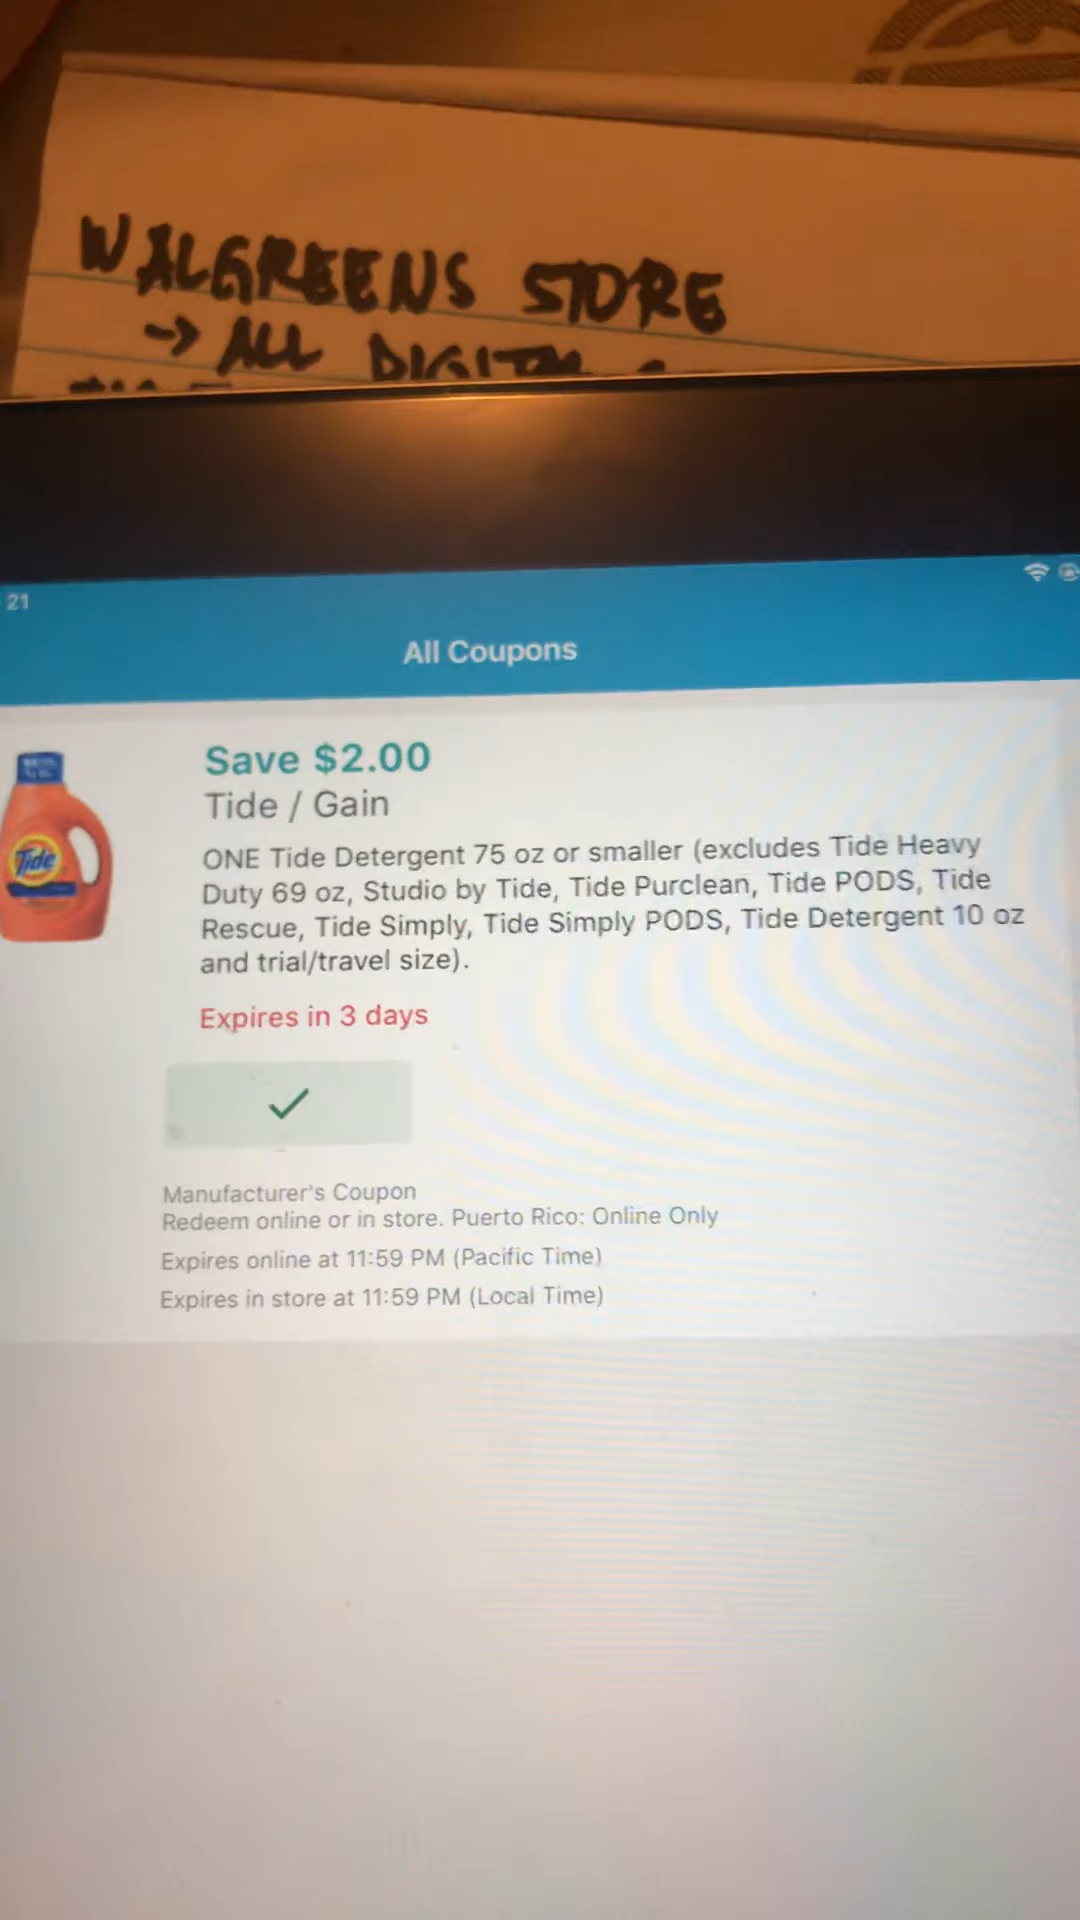 WALGREENS STORE
→ ALL DIGITAL
21
All Coupons
Save $2.00
Tide / Gain
Tide
ONE Tide Detergent 75 oz or smaller (excludes Tide Heavy
Duty 69 oz, Studio by Tide, Tide Purclean, Tide PODS, Tide
Rescue, Tide Simply, Tide Simply PODS, Tide Detergent 10 oz
and trial/travel size).
Expires in 3 days
Manufacturer's Coupon
Redeem online or in store. Puerto Rico: Online Only
Expires online at 11:59 PM (Pacific Time)
Expires in store at 11:59 PM (Local Time)